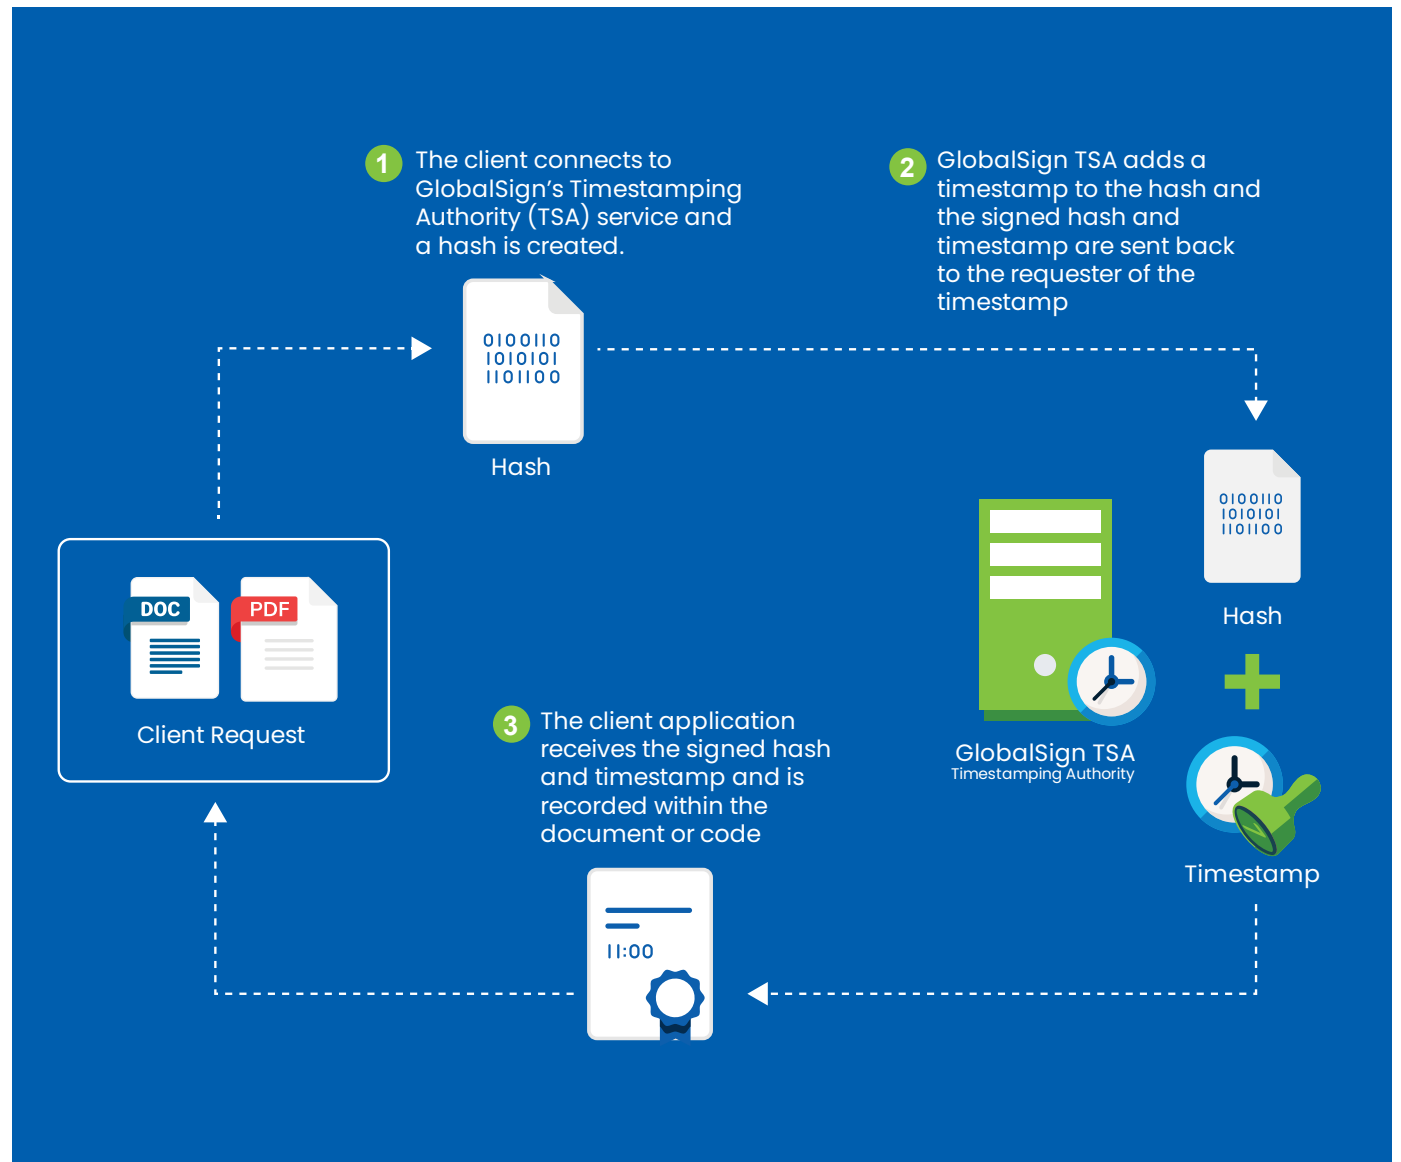 1
The client connects to
GlobalSign’s Timestamping
Authority (TSA) service and
a hash is created.
2
GlobalSign TSA adds a
timestamp to the hash and
the signed hash and
timestamp are sent back
to the requester of the
timestamp
0100110
1010101
1101100
Hash
0100110
1010101
1101100
Hash
DOC
PDF
Client Request
GlobalSign TSA
Timestamping Authority
Timestamp
3
The client application
receives the signed hash
and timestamp and is
recorded within the
document or code
11:00